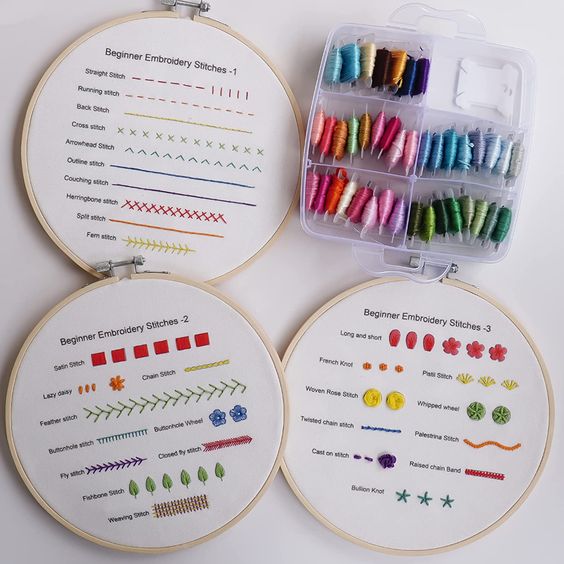 Beginner Embroidery Stitches -1
Straight Stitch
Running stitch
Back Stitch
Cross stitch
Arrowhead Stitch
Outline stitch
Couching stitch
Herringbone stitch
Split stitch
Fern stitch
Beginner Embroidery Stitches -2
Satin Stitch
Lazy daisy
Chain Stitch
Feather stitch
Buttonhole stitch
Buttonhole Wheel
Fly stitch
Closed fly stitch
Fishbone Stitch
Weaving Stitch
Beginner Embroidery Stitches -3
Long and short
French Knot
Plaiti Stitch
Woven Rose Stitch
Whipped wheel
Twisted chain stitch
Palestrina Stitch
Cast on stitch
Raised chain Band
Bullion Knot